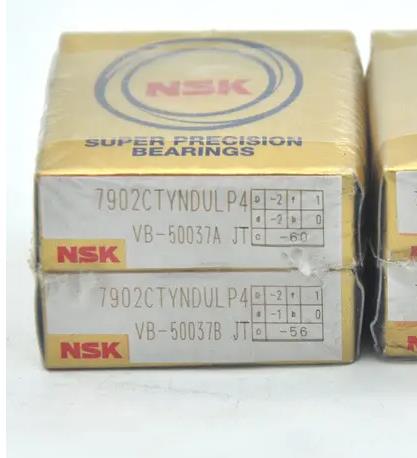 NSK
SUPER PRECISION
BEARINGS
7902CTYNDULP4 D -2 f 1
VB-50037A JT d -2 b 0
C -60
NSK
7902CTYNDULP4 D -2 f 1
VB-50037B JT d -1 b 0
C -56
NSK